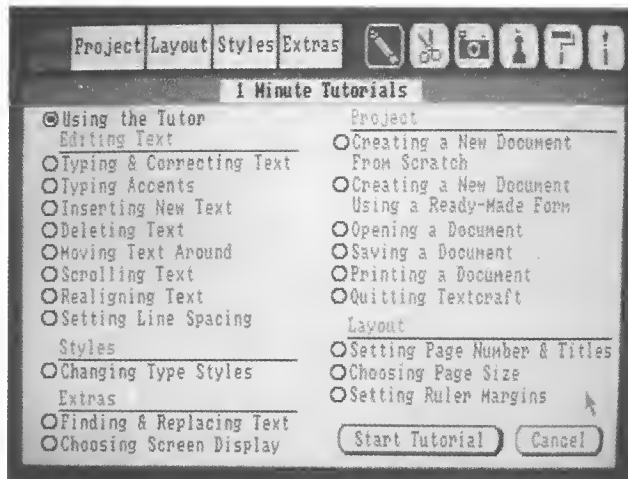 Project Layout Styles Extras
1 Minute Tutorials
Using the Tutor
Editing Text
Typing & Correcting Text
Typing Accents
Inserting New Text
Deleting Text
Moving Text Around
Scrolling Text
Realigning Text
Setting Line Spacing
Styles
Changing Type Styles
Extras
Finding & Replacing Text
Choosing Screen Display
Project
Creating a New Document
From Scratch
Creating a New Document
Using a Ready-Made Form
Opening a Document
Saving a Document
Printing a Document
Quitting Textcraft
Layout
Setting Page Number & Titles
Choosing Page Size
Setting Ruler Margins
Start Tutorial Cancel